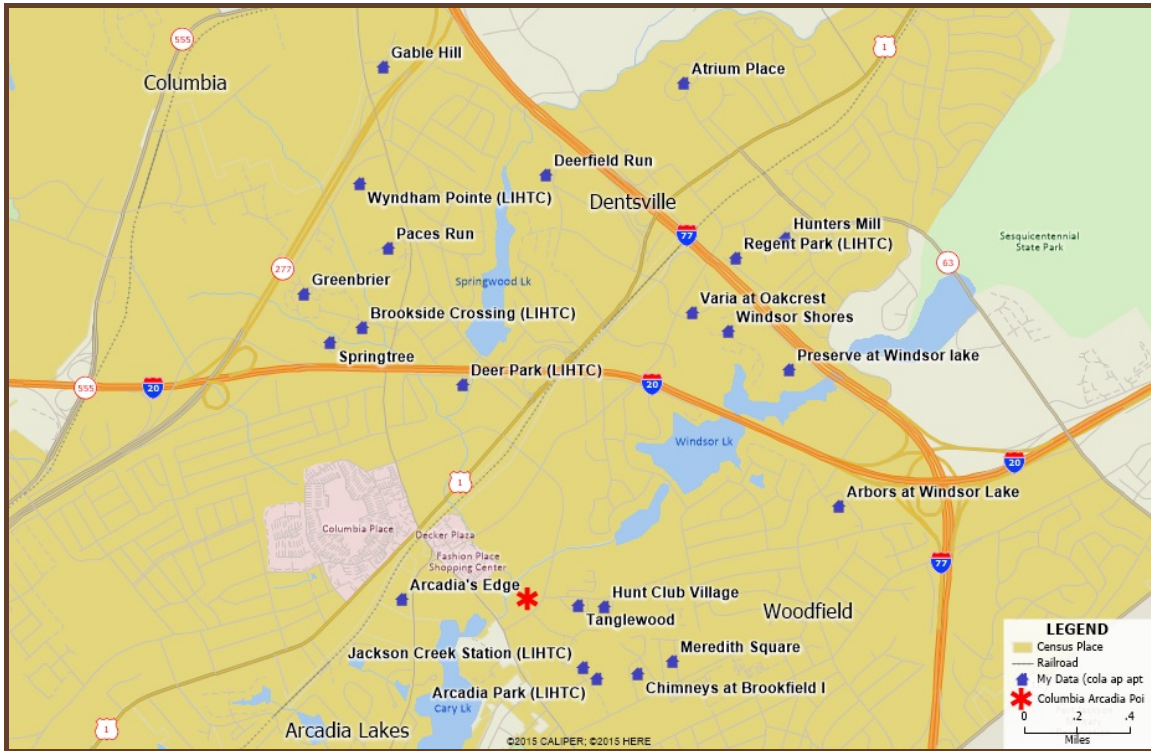 555
Columbia
Gable Hill
Atrium Place
1
Deerfield Run
Wyndham Pointe (LIHTC)
Dentsville
Paces Run
77
Hunters Mill
Regent Park (LIHTC)
Sesquicentennial
State Park
63
277
Greenbrier
Springwood Lk
Brookside Crossing (LIHTC)
Varia at Oakcrest
Windsor Shores
Springtree
Preserve at Windsor lake
Deer Park (LIHTC)
555
20
20
Windsor Lk
20
1
Arbors at Windsor Lake
Columbia Place
Decker Plaza
Fashion Place
Shopping Center
77
Arcadia's Edge
Hunt Club Village
Tanglewood
Woodfield
Meredith Square
Jackson Creek Station (LIHTC)
Chimneys at Brookfield I
Arcadia Park (LIHTC)
Cary Lk
1
Arcadia Lakes
©2015 CALIPER; ©2015 HERE
LEGEND
Census Place
Railroad
My Data (cola ap apt
Columbia Arcadia Poi
0 .2 .4
Miles